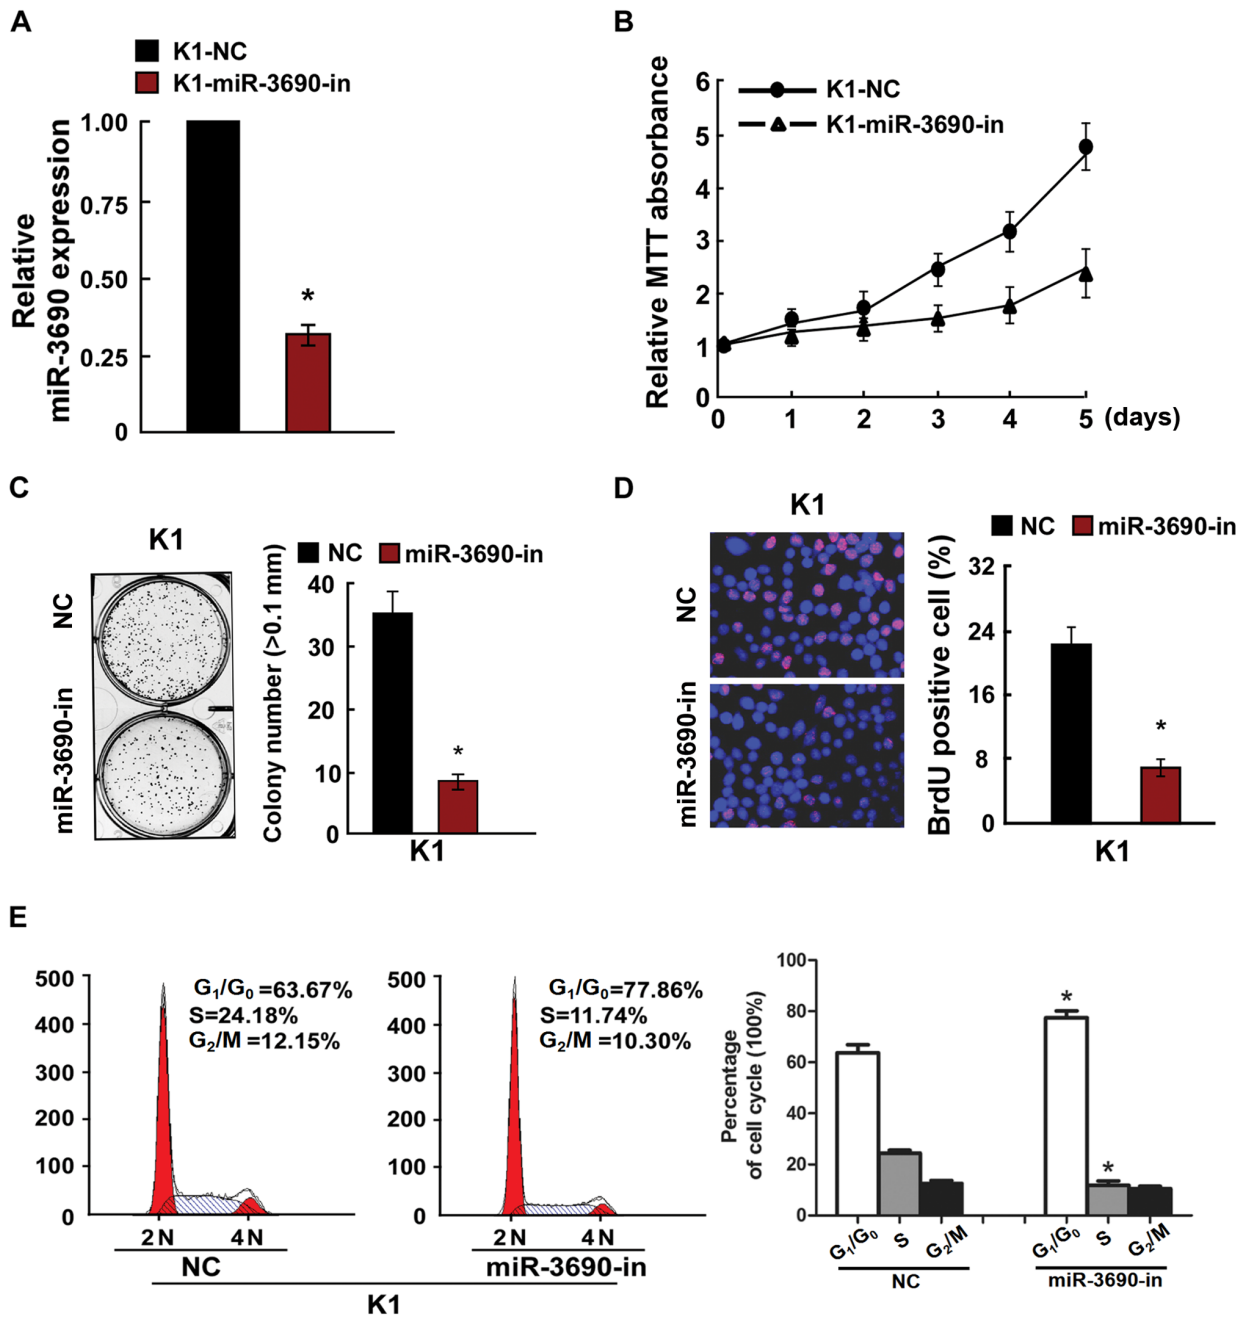 A
K1-NC
K1-miR-3690-in
Relative
miR-3690 expression
1.00
0.75
0.50
0.25
0
*
B
Relative MTT absorbance
6
5
4
3
2
1
0
K1-NC
K1-miR-3690-in
0 1 2 3 4 5 (days)
C
K1
NC
miR-3690-in
NC miR-3690-in
Colony number (>0.1 mm)
40
30
20
10
0
*
K1
D
K1
NC
miR-3690-in
NC miR-3690-in
BrdU positive cell (%)
32
24
16
8
0
*
K1
E
500
400
300
200
100
0
G₁/G₀ =63.67%
S=24.18%
G₂/M =12.15%
2N 4N
NC
500
400
300
200
100
0
G₁/G₀=77.86%
S=11.74%
G₂/M =10.30%
2N 4N
miR-3690-in
K1
Percentage
of cell cycle (100%)
100
80
60
40
20
0
*
*
G₁/G₀ S G₂/M G₁/G₀ S G₂/M
NC miR-3690-in